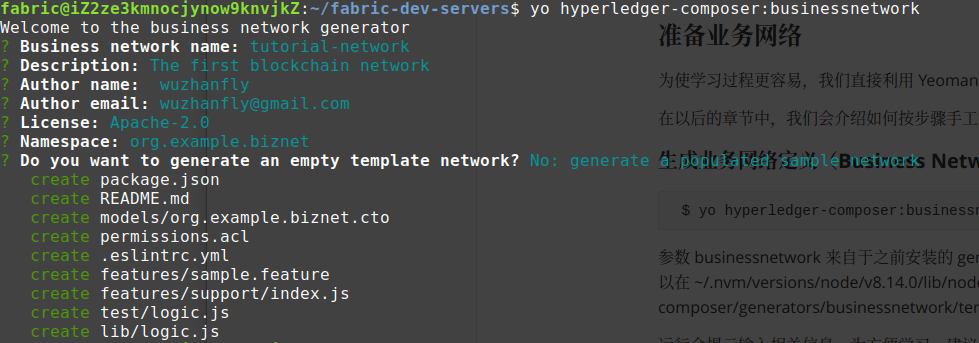 fabric@iZ2ze3kmnocjynow9knvjkZ:~/fabric-dev-servers$ yo hyperledger-composer:businessnetwork
Welcome to the business network generator
? Business network name: tutorial-network
? Description: The first blockchain network
? Author name:  wuzhanfly
? Author email: wuzhanfly@gmail.com
? License: Apache-2.0
? Namespace: org.example.biznet
? Do you want to generate an empty template network? No: generate a populated sample network
create package.json
create README.md
create models/org.example.biznet.cto
create permissions.acl
create .eslintrc.yml
create features/sample.feature
create features/support/index.js
create test/logic.js
create lib/logic.js
准备业务网络
为使学习过程更容易，我们直接利用 Yeoman
在以后的章节中，我们会介绍如何按步骤手工
生成业务网络定义（Business Netw
$ yo hyperledger-composer:business
参数 businessnetwork 来自于之前安装的 gen
以在 ~/.nvm/versions/node/v8.14.0/lib/node
composer/generators/businessnetwork/tem